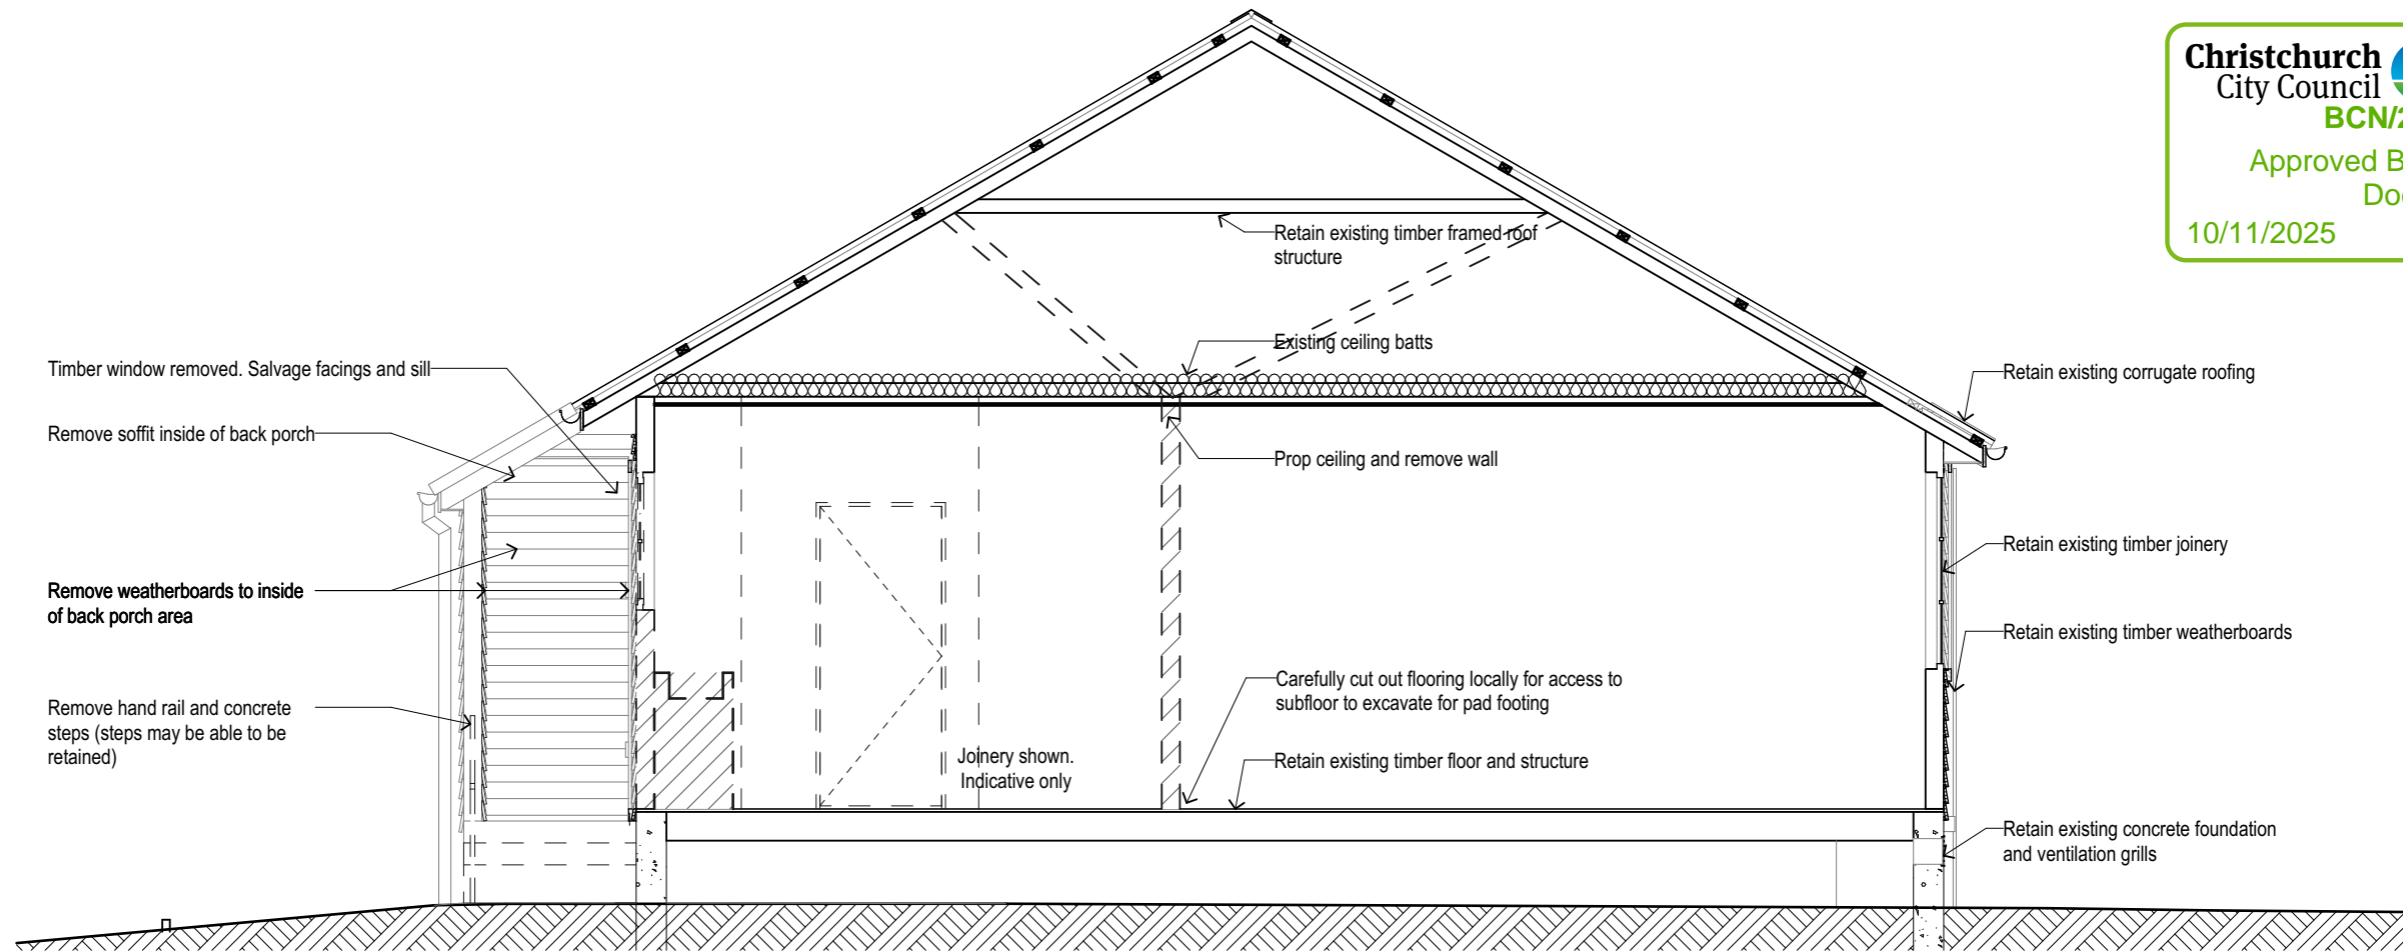 Christchurch
City Council
BCN/2
Approved B
Do
10/11/2025
Retain existing timber framed roof
structure
Existing ceiling batts
Timber window removed. Salvage facings and sill
Retain existing corrugate roofing
Remove soffit inside of back porch
Prop ceiling and remove wall
Retain existing timber joinery
Remove weatherboards to inside
of back porch area
Retain existing timber weatherboards
Carefully cut out flooring locally for access to
subfloor to excavate for pad footing
Remove hand rail and concrete
steps (steps may be able to be
retained)
Joinery shown.
Indicative only
Retain existing timber floor and structure
Retain existing concrete foundation
and ventilation grills